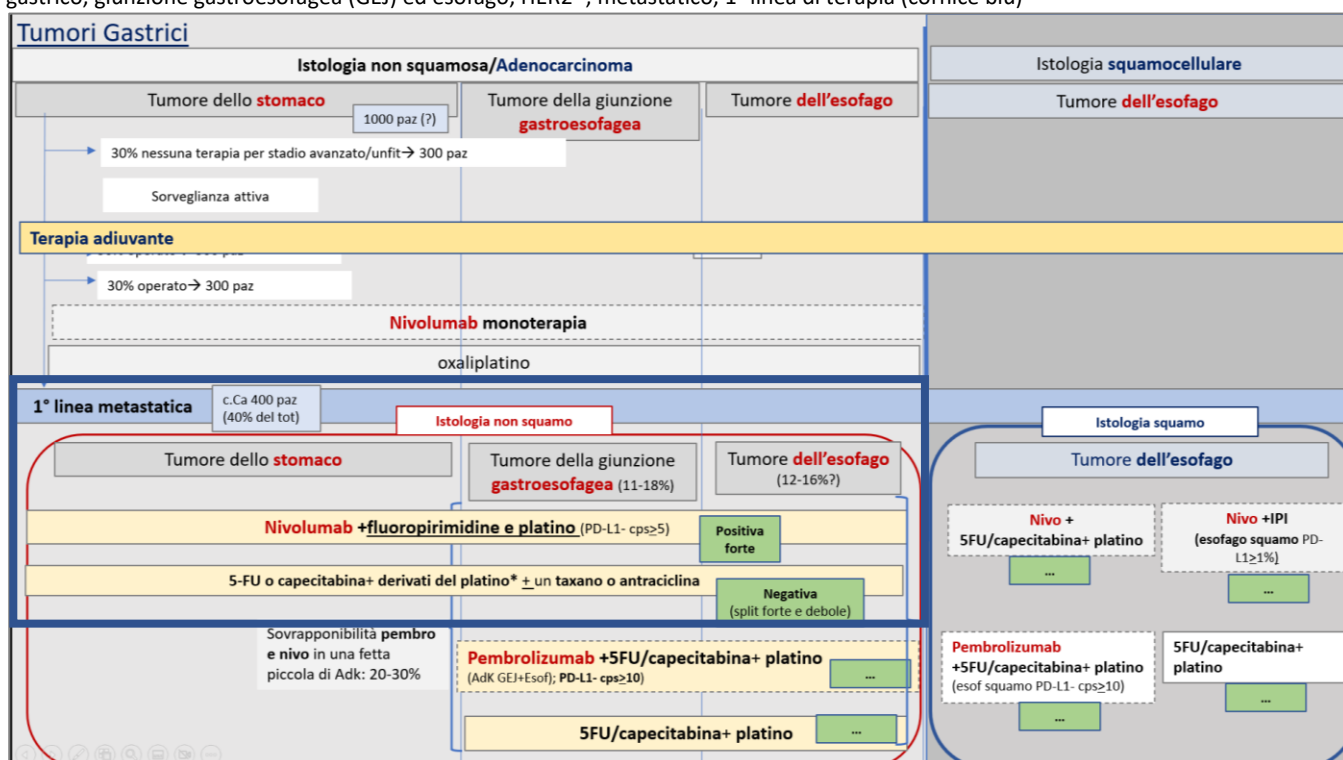 gastrico, giunzione gastroesofagea (GEJ) ed esofago, HER2-, metastatico, 1° linea di terapia (cornice blu)
Tumori Gastrici
Istologia non squamosa/Adenocarcinoma
Istologia squamocellulare
Tumore dello stomaco
Tumore della giunzione
gastroesofagea
Tumore dell'esofago
Tumore dell'esofago
1000 paz (?)
30% nessuna terapia per stadio avanzato/unfit→ 300 paz
Sorveglianza attiva
Terapia adiuvante
30% operato→ 300 paz
Nivolumab monoterapia
oxaliplatino
1° linea metastatica
c.Ca 400 paz
(40% del tot)
Istologia non squamo
Istologia squamo
Tumore dello stomaco
Tumore della giunzione
gastroesofagea (11-18%)
Tumore dell'esofago
(12-16%?)
Tumore dell'esofago
Nivolumab +fluoropirimidine e platino (PD-L1- cps≥5)
Positiva
forte
5-FU o capecitabina+ derivati del platino* + un taxano o antraciclina
Negativa
(split forte e debole)
Nivo +
5FU/capecitabina+ platino
...
Nivo +IPI
(esofago squamo PD-
L1≥1%)
...
Sovrapponibilità pembro
e nivo in una fetta
piccola di Adk: 20-30%
Pembrolizumab +5FU/capecitabina+ platino
(AdK GEJ+Esof); PD-L1- cps≥10)
...
5FU/capecitabina+ platino
...
Pembrolizumab
+5FU/capecitabina+ platino
(esof squamo PD-L1- cps≥10)
...
5FU/capecitabina+
platino
...